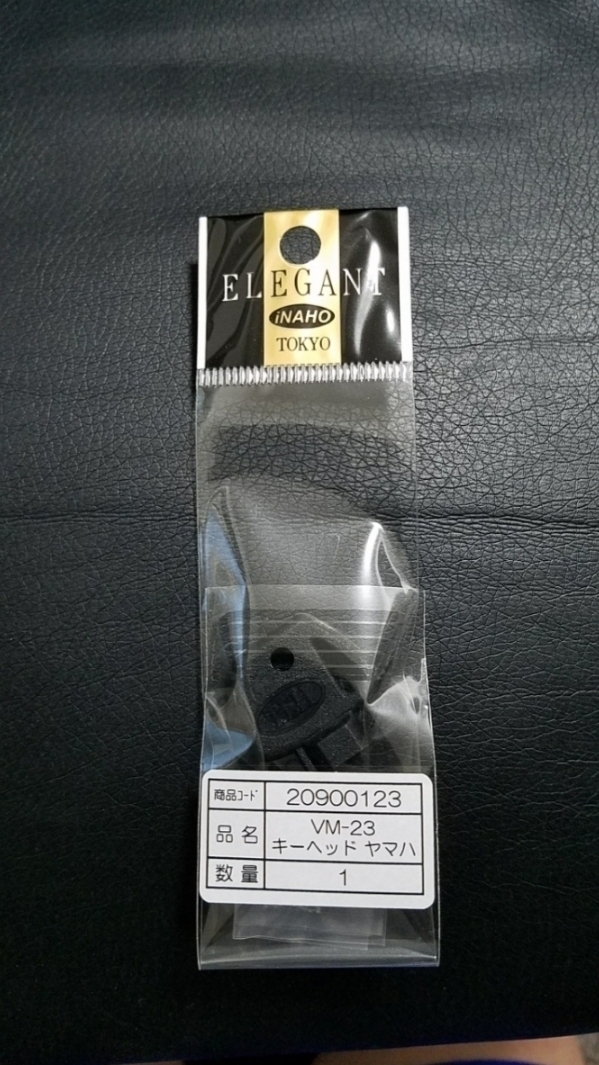 ELEGANT
iNAHO
TOKYO
商品ｺｰﾄﾞ 20900123
品名 VM-23
キーヘッド ヤマハ
数量 1